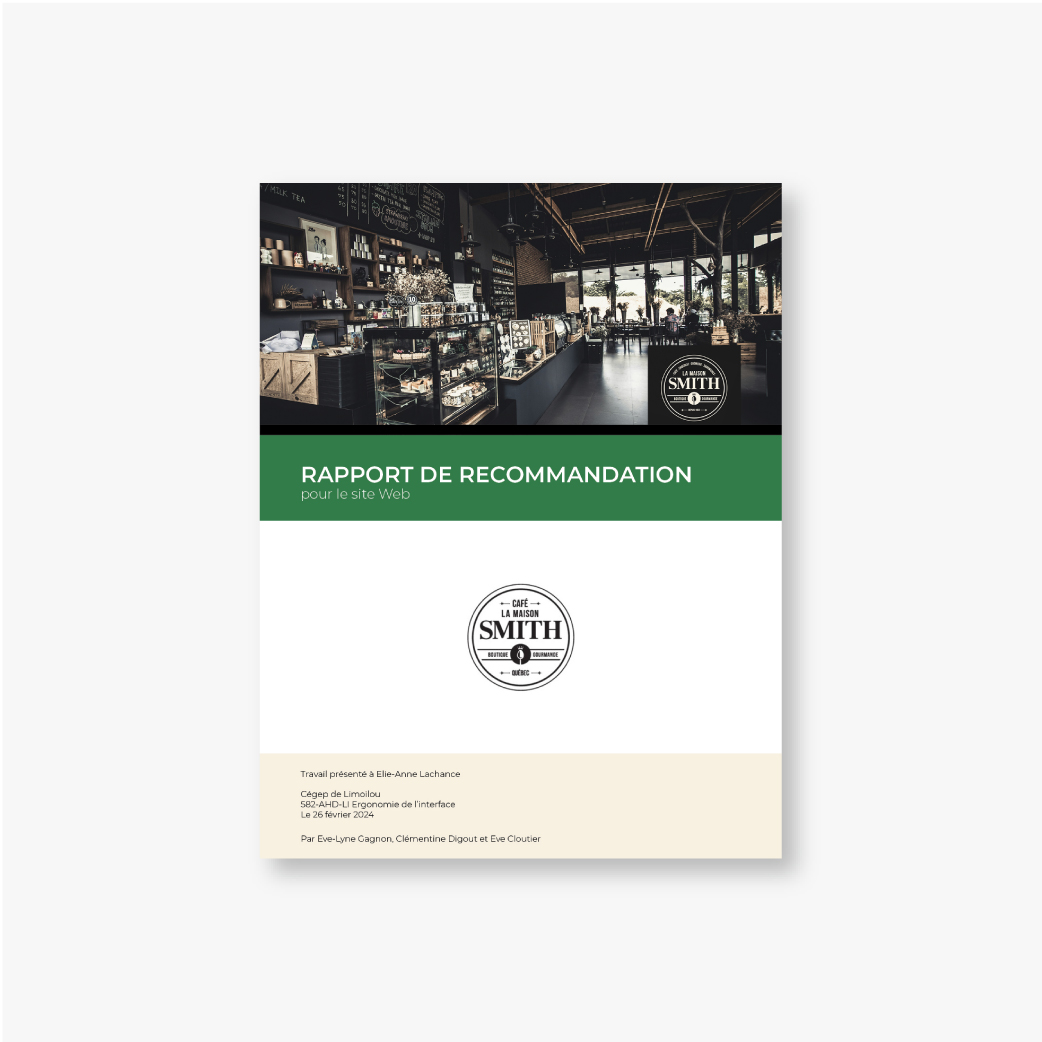 MILK TEA
LA MAISON
SMITH
BOUTIQUE GOURMANDE
RAPPORT DE RECOMMANDATION
pour le site Web
CAFÉ
LA MAISON
SMITH
BOUTIQUE GOURMANDE
QUÉBEC
Travail présenté à Elie-Anne Lachance
Cégep de Limoilou
582-AHD-LI Ergonomie de l'interface
Le 26 février 2024
Par Eve-Lyne Gagnon, Clémentine Digout et Eve Cloutier